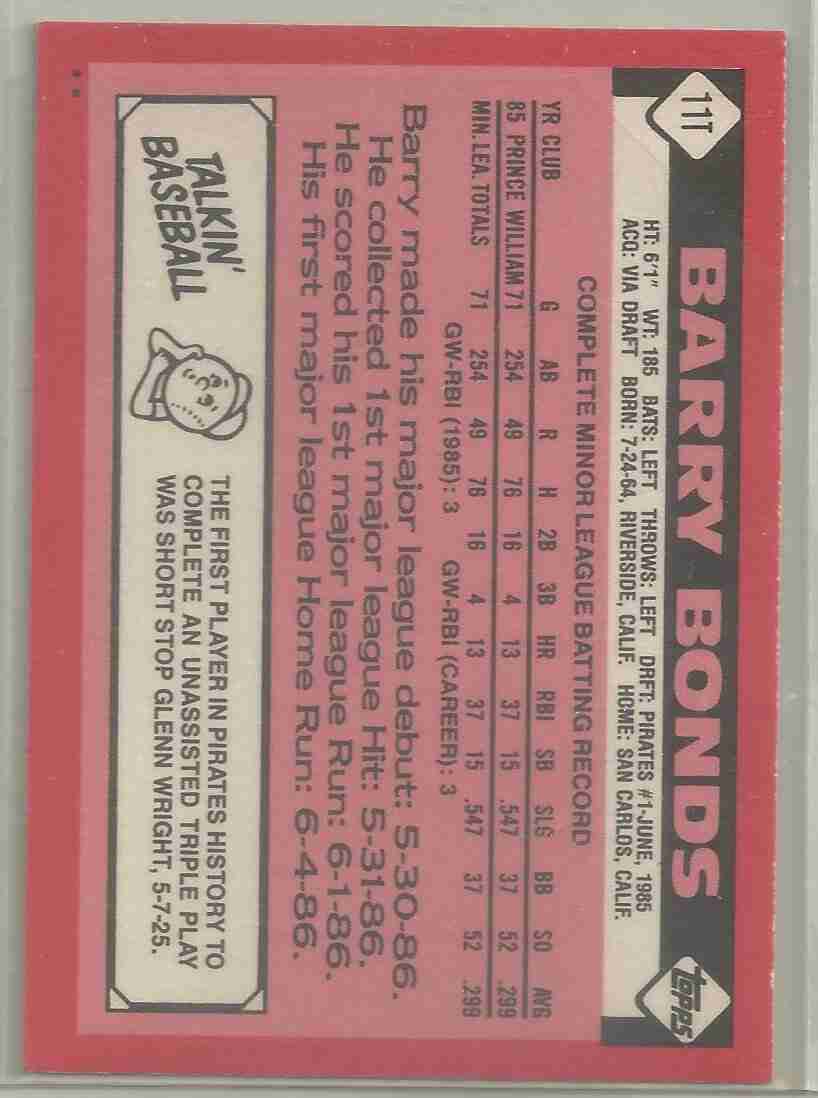 11T
BARRY BONDS
topps
HT: 6'1" WT: 185 BATS: LEFT THROWS: LEFT DRFT: PIRATES #1-JUNE, 1985
ACQ: VIA DRAFT BORN: 7-24-64, RIVERSIDE, CALIF. HOME: SAN CARLOS, CALIF.
COMPLETE MINOR LEAGUE BATTING RECORD
YR CLUB G AB R H 2B 3B HR RBI SB SLG BB SO AVG
85 PRINCE WILLIAM 71 254 49 76 16 4 13 37 15 .547 37 52 .299
MIN. LEA. TOTALS 71 254 49 76 16 4 13 37 15 .547 37 52 .299
GW-RBI (1985): 3 GW-RBI (CAREER): 3
Barry made his major league debut: 5-30-86.
He collected 1st major league Hit: 5-31-86.
He scored his 1st major league Run: 6-1-86.
His first major league Home Run: 6-4-86.
TALKIN'
BASEBALL
THE FIRST PLAYER IN PIRATES HISTORY TO
COMPLETE AN UNASSISTED TRIPLE PLAY
WAS SHORT STOP GLENN WRIGHT, 5-7-25.
**